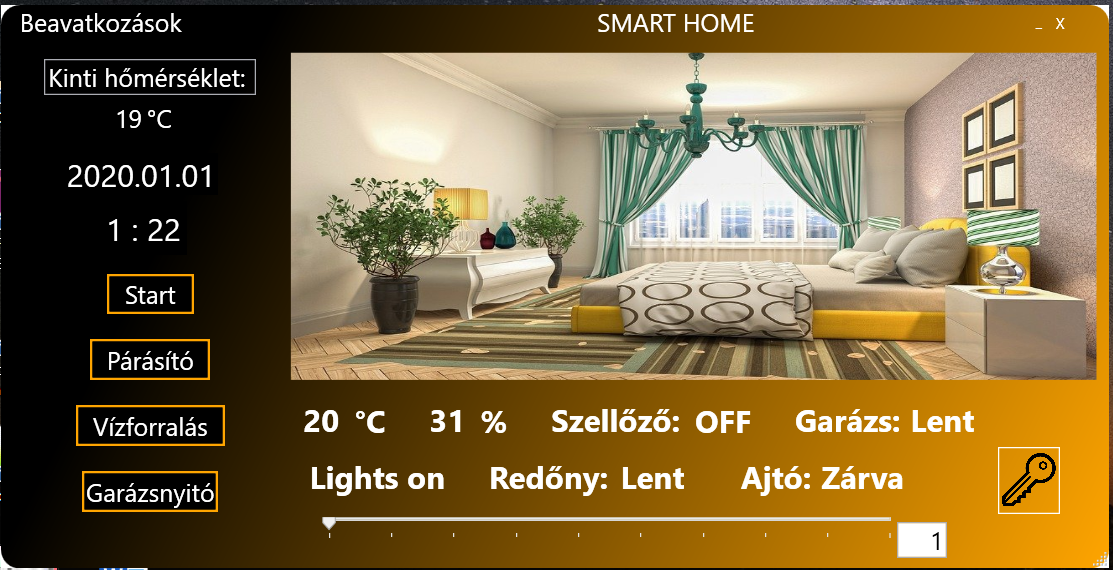 Beavatkozások
SMART HOME
_ X
Kinti hőmérséklet:
19 °C
2020.01.01
1 : 22
Start
Párásító
Vízforralás
Garázsnyitó
20 °C 31 % Szellőző: OFF Garázs: Lent
Lights on Redőny: Lent Ajtó: Zárva
1